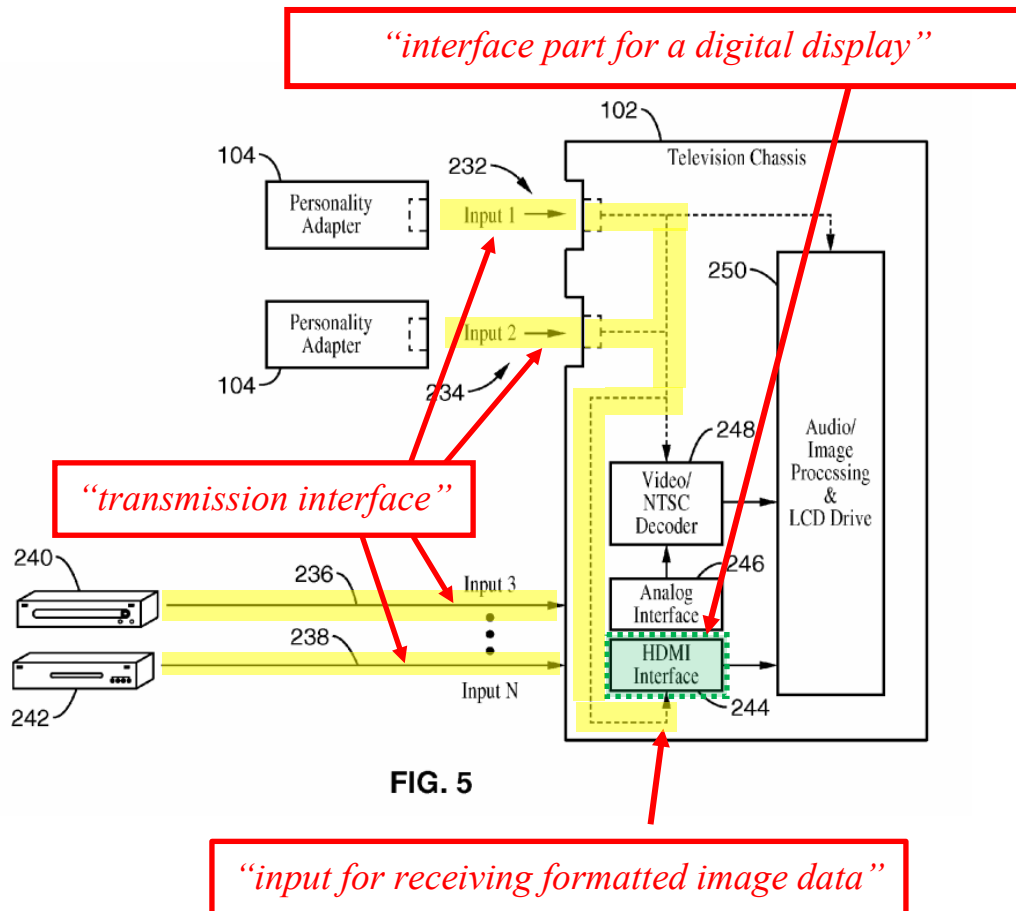 “interface part for a digital display”
102
Television Chassis
104
232
Personality
Adapter
Input 1
250
Personality
Adapter
Input 2
104
234
248
Audio/
Image
Processing
&
LCD Drive
Video/
NTSC
Decoder
“transmission interface”
240
236
Input 3
246
Analog
Interface
238
HDMI
Interface
242
Input N
244
FIG. 5
“input for receiving formatted image data”